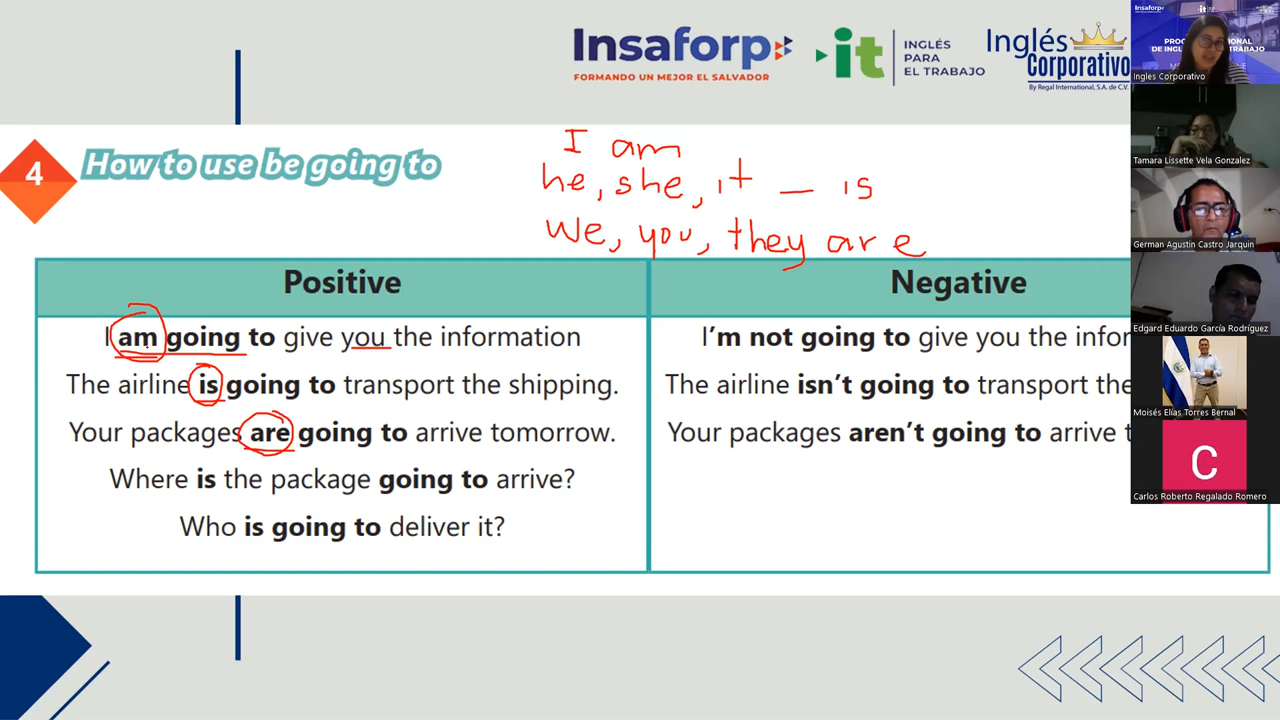 Insaforp
FORMANDO UN MEJOR EL SALVADOR
it
INGLÉS
PARA
EL TRABAJO
Inglés
Corporativo
By Regal International, S.A. de C.V.
4
How to use be going to
I am
he, she, it — is
We, you, they are
Positive
I am going to give you the information
The airline is going to transport the shipping.
Your packages are going to arrive tomorrow.
Where is the package going to arrive?
Who is going to deliver it?
Negative
I'm not going to give you the infor
The airline isn't going to transport the
Your packages aren't going to arrive t
Insaforp
it
Ingles Corporativo
Tamara Lissette Vela Gonzalez
German Agustin Castro Jarquin
Edgard Eduardo García Rodríguez
Moisés Elías Torres Bernal
C
Carlos Roberto Regalado Romero